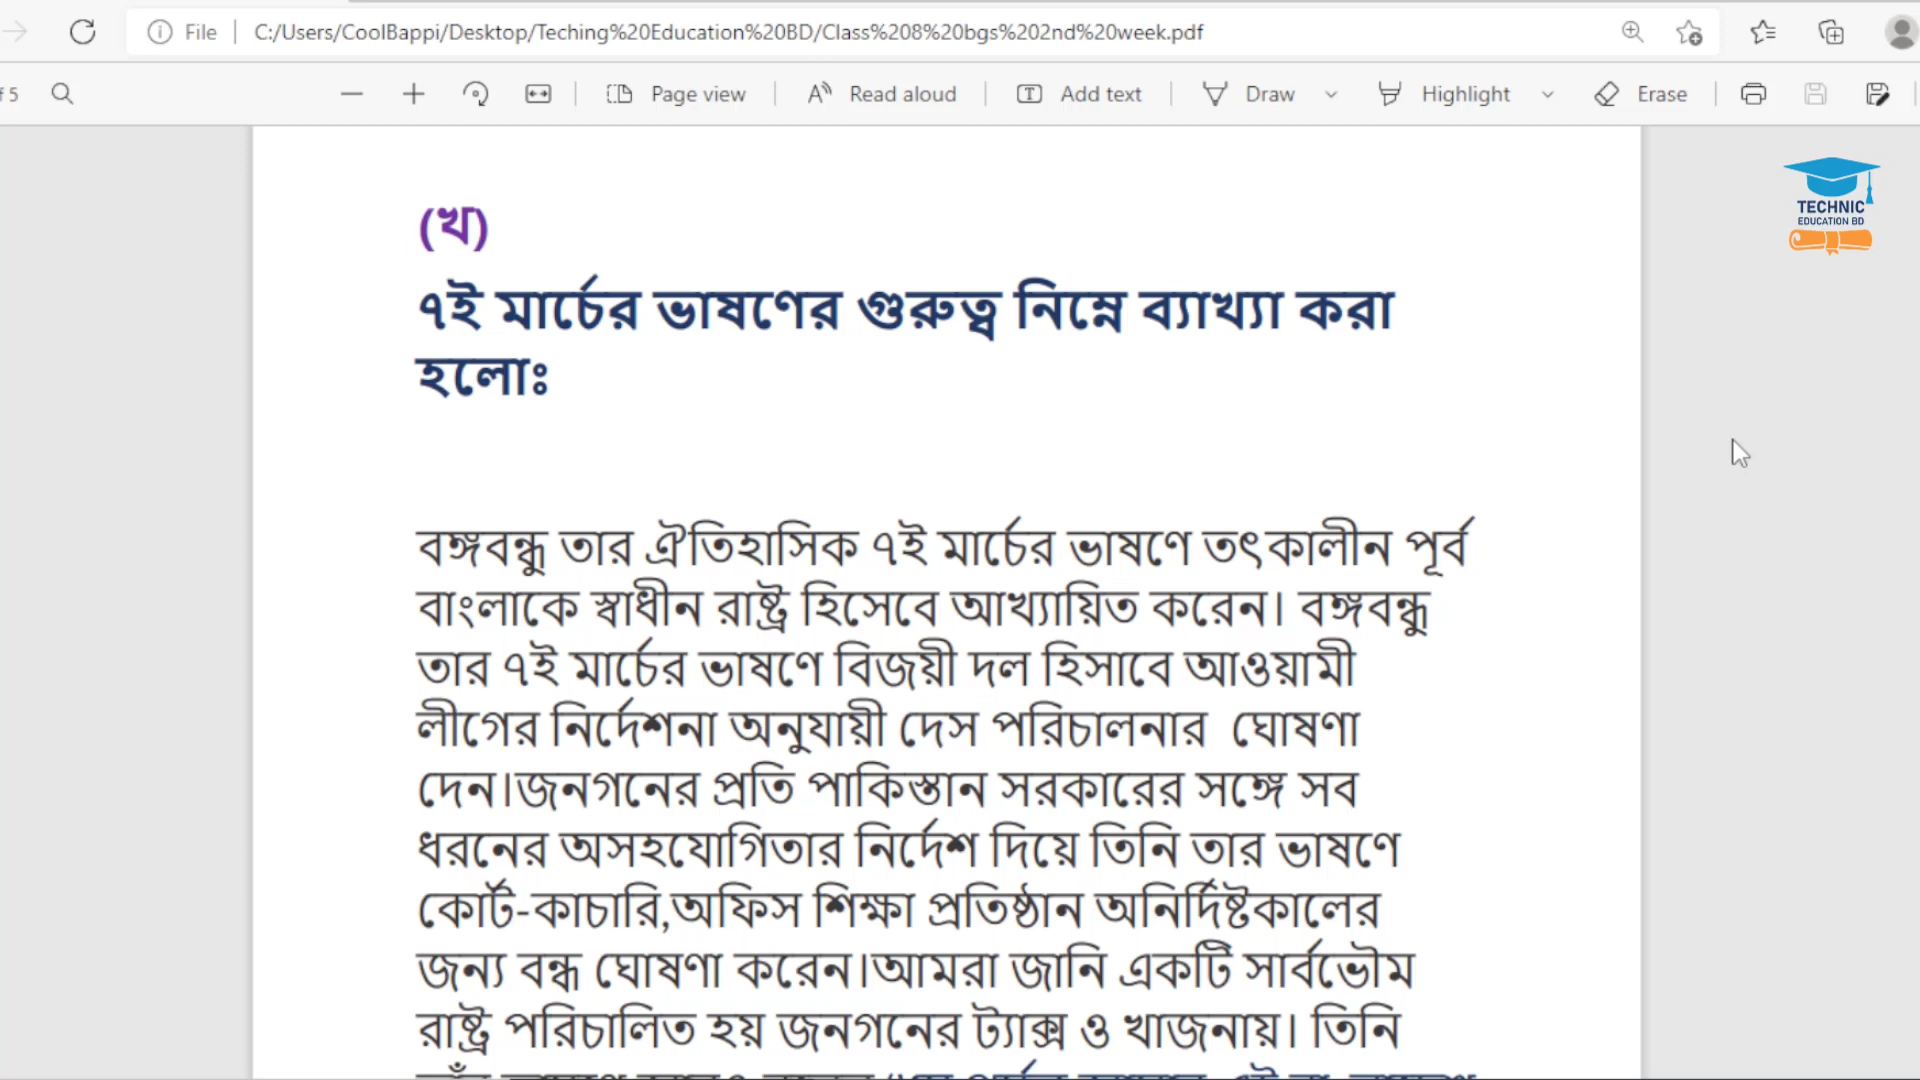 File
C:/Users/CoolBappi/Desktop/Teching%20Education%20BD/Class%208%20bgs%202nd%20week.pdf
f 5
Page view
Read aloud
Add text
Draw
Highlight
Erase
TECHNIC
EDUCATION BD
(খ)
৭ই মার্চের ভাষণের গুরুত্ব নিম্নে ব্যাখ্যা করা
হলোঃ
বঙ্গবন্ধু তার ঐতিহাসিক ৭ই মার্চের ভাষণে তৎকালীন পূর্ব
বাংলাকে স্বাধীন রাষ্ট্র হিসেবে আখ্যায়িত করেন। বঙ্গবন্ধু
তার ৭ই মার্চের ভাষণে বিজয়ী দল হিসাবে আওয়ামী
লীগের নির্দেশনা অনুযায়ী দেস পরিচালনার ঘোষণা
দেন।জনগনের প্রতি পাকিস্তান সরকারের সঙ্গে সব
ধরনের অসহযোগিতার নির্দেশ দিয়ে তিনি তার ভাষণে
কোর্ট-কাচারি,অফিস শিক্ষা প্রতিষ্ঠান অনির্দিষ্টকালের
জন্য বন্ধ ঘোষণা করেন।আমরা জানি একটি সার্বভৌম
রাষ্ট্র পরিচালিত হয় জনগনের ট্যাক্স ও খাজনায়। তিনি